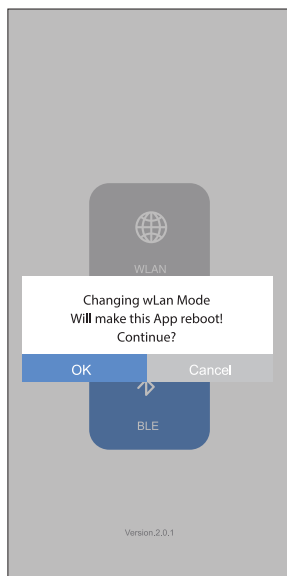 WLAN
Changing wLan Mode
Will make this App reboot!
Continue?
OK
Cancel
BLE
Version.2.0.1